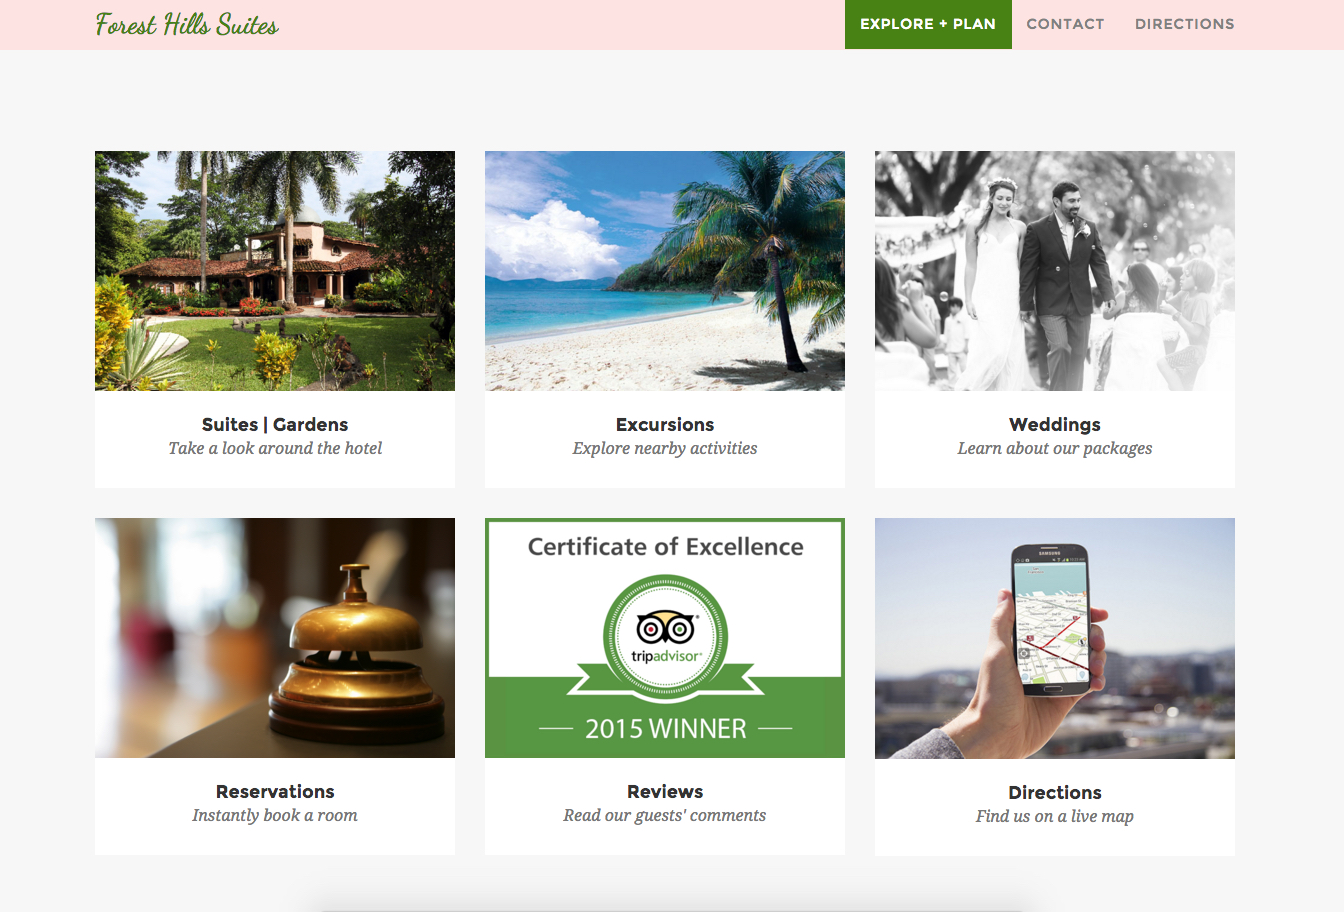 Forest Hills Suites
EXPLORE + PLAN
CONTACT
DIRECTIONS
Suites | Gardens
Take a look around the hotel
Excursions
Explore nearby activities
Weddings
Learn about our packages
Certificate of Excellence
tripadvisor®
2015 WINNER
SAMSUNG
Reservations
Instantly book a room
Reviews
Read our guests' comments
Directions
Find us on a live map